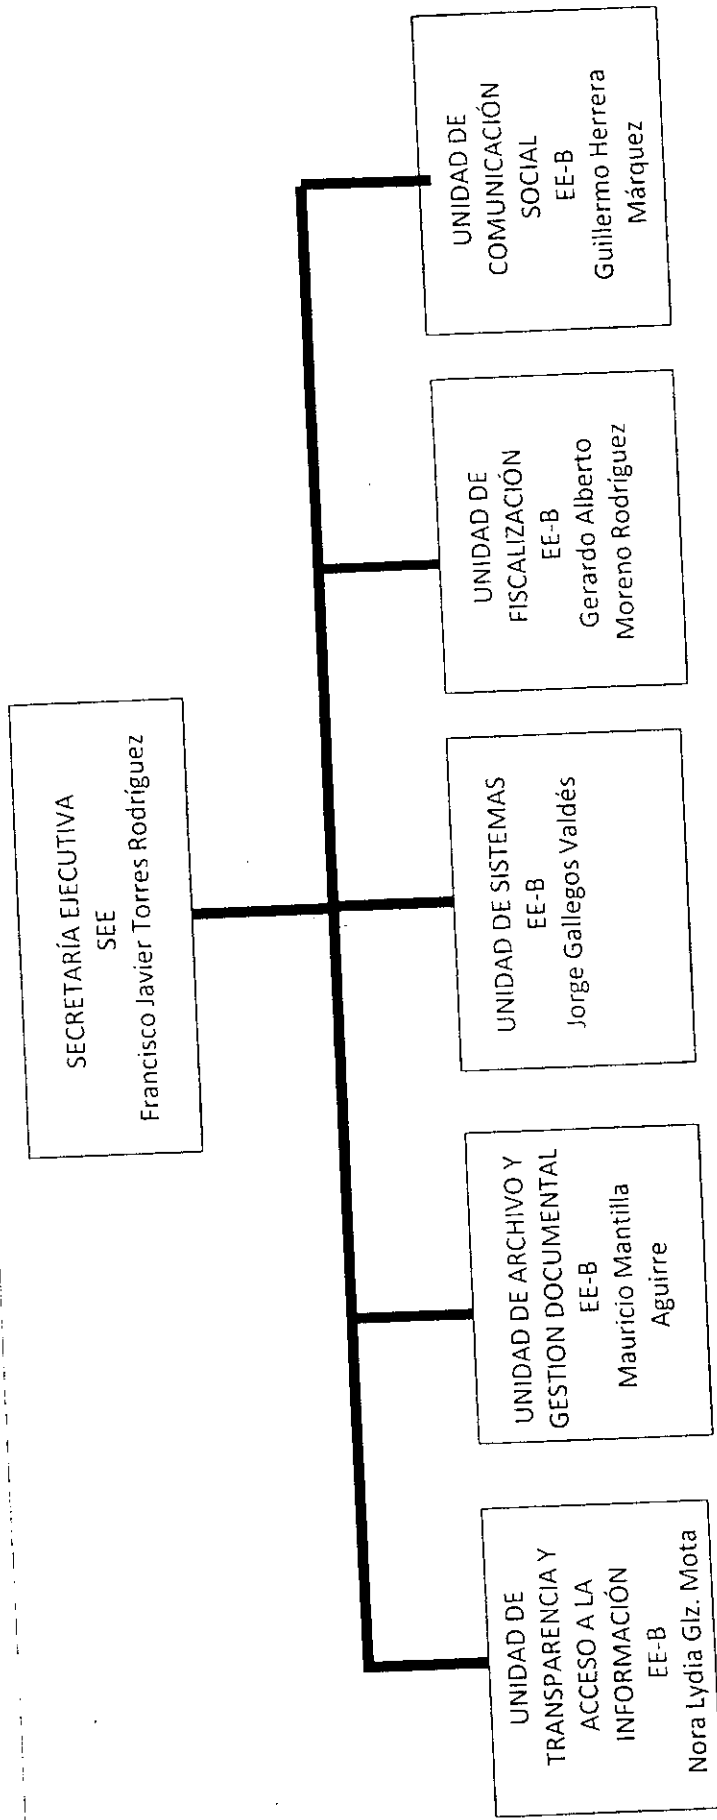 SECRETARÍA EJECUTIVA
SEE
Francisco Javier Torres Rodríguez
UNIDAD DE
TRANSPARENCIA Y
ACCESO A LA
INFORMACIÓN
EE-B
Nora Lydia Glz. Mota
UNIDAD DE ARCHIVO Y
GESTION DOCUMENTAL
EE-B
Mauricio Mantilla
Aguirre
UNIDAD DE SISTEMAS
EE-B
Jorge Gallegos Valdés
UNIDAD DE
FISCALIZACIÓN
EE-B
Gerardo Alberto
Moreno Rodríguez
UNIDAD DE
COMUNICACIÓN
SOCIAL
EE-B
Guillermo Herrera
Márquez